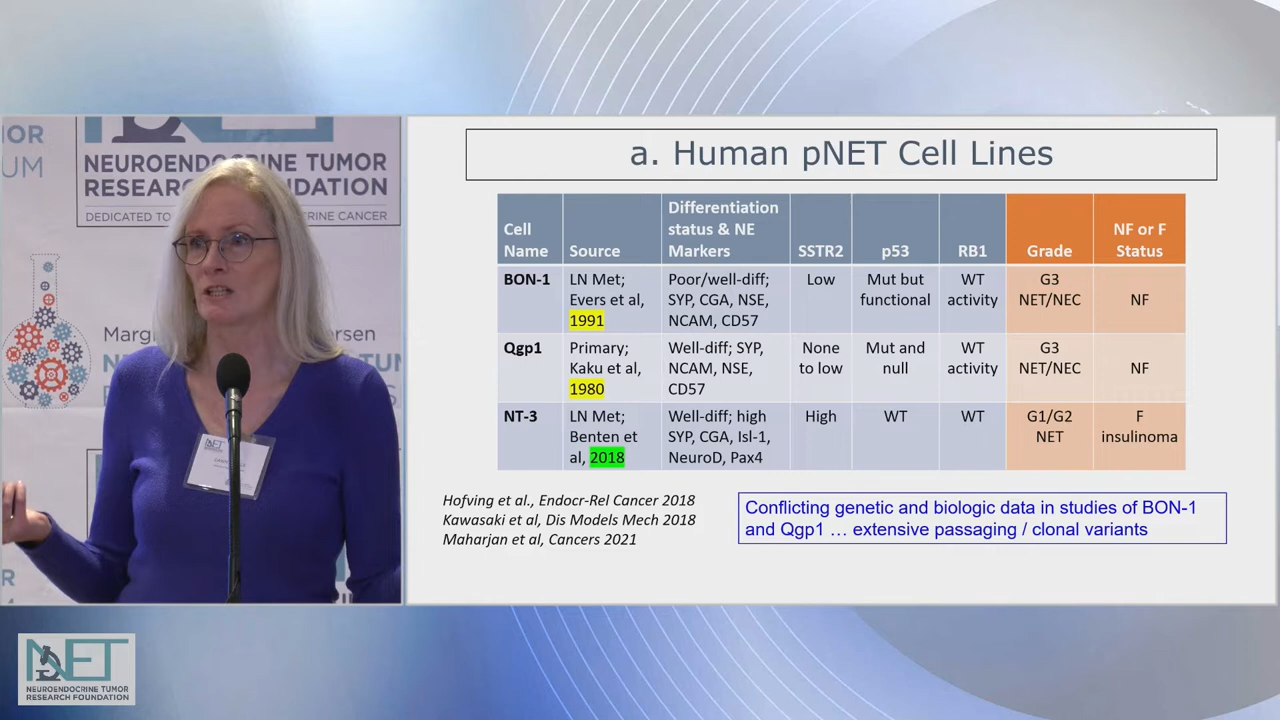 OR
UM
NEUROENDOCRINE TUMOR
RESEARCH FOUNDATION
DEDICATED TO
CRINE CANCER
Margr
rsen
a. Human pNET Cell Lines
Cell Name
Source
Differentiation status & NE Markers
SSTR2
p53
RB1
Grade
NF or F Status
BON-1
LN Met; Evers et al, 1991
Poor/well-diff; SYP, CGA, NSE, NCAM, CD57
Low
Mut but functional
WT activity
G3 NET/NEC
NF
Qgp1
Primary; Kaku et al, 1980
Well-diff; SYP, NCAM, NSE, CD57
None to low
Mut and null
WT activity
G3 NET/NEC
NF
NT-3
LN Met; Benten et al, 2018
Well-diff; high SYP, CGA, Isl-1, NeuroD, Pax4
High
WT
WT
G1/G2 NET
F insulinoma
Hofving et al., Endocr-Rel Cancer 2018
Kawasaki et al, Dis Models Mech 2018
Maharjan et al, Cancers 2021
Conflicting genetic and biologic data in studies of BON-1
and Qgp1 … extensive passaging / clonal variants
NET
NEUROENDOCRINE TUMOR
RESEARCH FOUNDATION